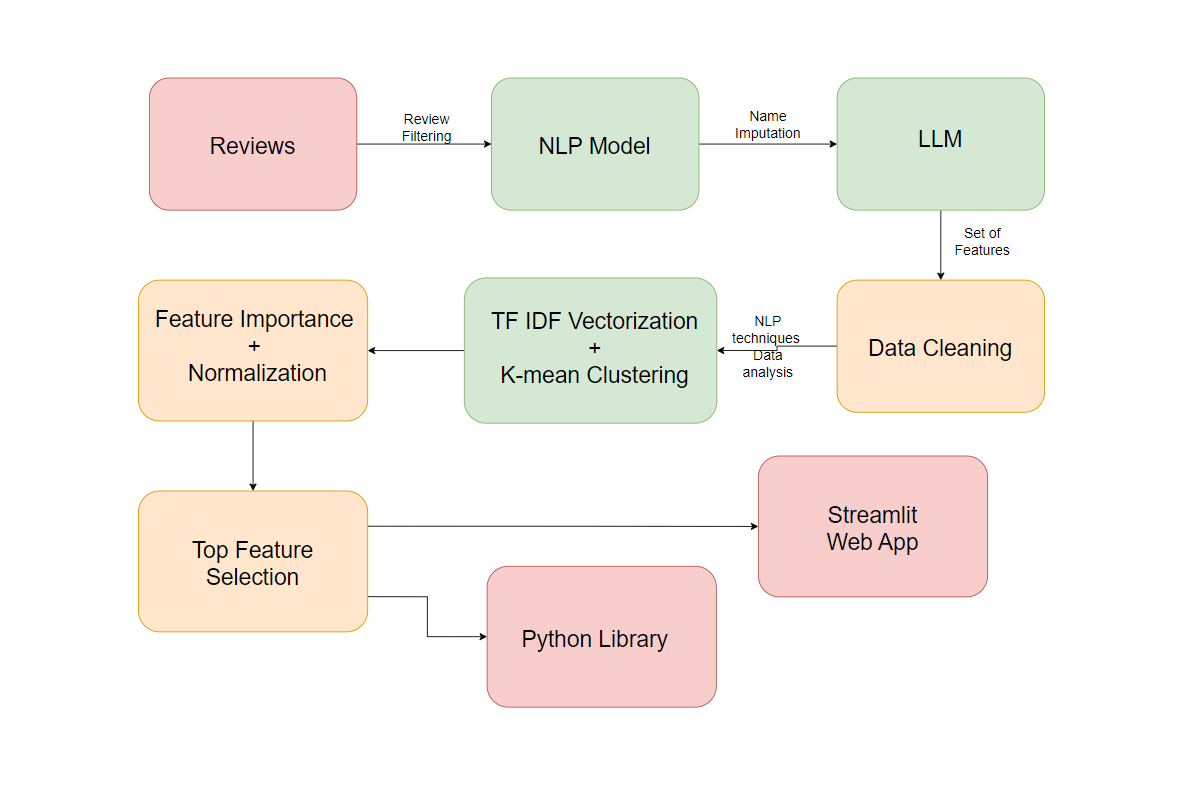 Reviews
Review
Filtering
NLP Model
Name
Imputation
LLM
Set of
Features
Data Cleaning
NLP
techniques
Data
analysis
TF IDF Vectorization
+
K-mean Clustering
Feature Importance
+
Normalization
Top Feature
Selection
Streamlit
Web App
Python Library